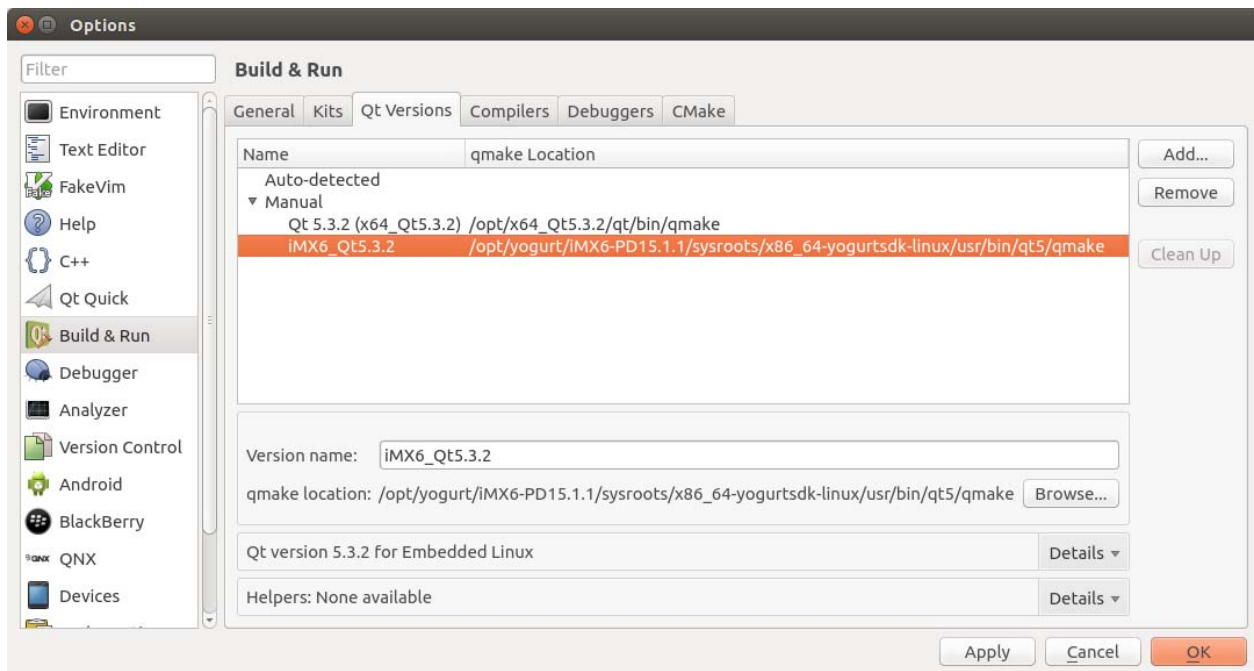 Options
Filter
Build & Run
Environment
Text Editor
FakeVim
Help
C++
Qt Quick
Build & Run
Debugger
Analyzer
Version Control
Android
BlackBerry
QNX
Devices
General Kits Qt Versions Compilers Debuggers CMake
Name qmake Location
Auto-detected
Manual
Qt 5.3.2 (x64_Qt5.3.2) /opt/x64_Qt5.3.2/qt/bin/qmake
iMX6_Qt5.3.2 /opt/yogurt/iMX6-PD15.1.1/sysroots/x86_64-yogurtsdk-linux/usr/bin/qt5/qmake
Add...
Remove
Clean Up
Version name: iMX6_Qt5.3.2
qmake location: /opt/yogurt/iMX6-PD15.1.1/sysroots/x86_64-yogurtsdk-linux/usr/bin/qt5/qmake Browse...
Qt version 5.3.2 for Embedded Linux Details
Helpers: None available Details
Apply Cancel OK